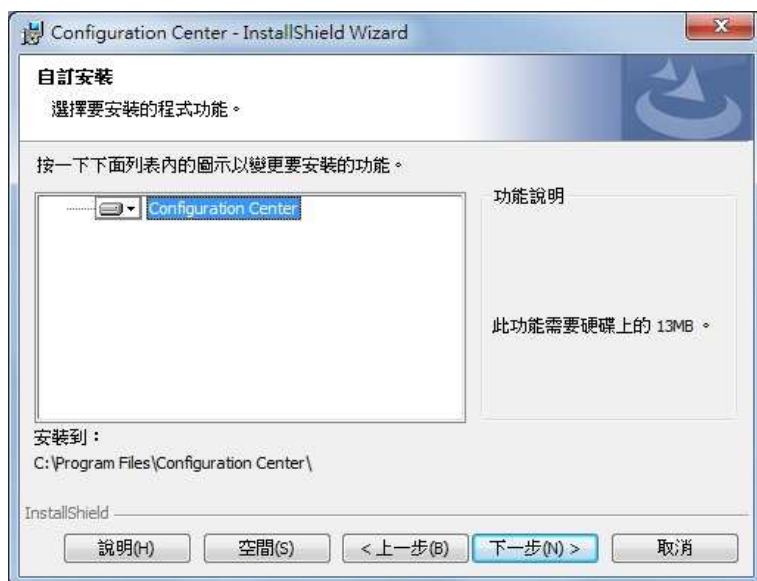 Configuration Center - InstallShield Wizard
自訂安裝
選擇要安裝的程式功能。
按一下下面列表內的圖示以變更要安裝的功能。
Configuration Center
功能說明
此功能需要硬碟上的 13MB 。
安裝到：
C:\Program Files\Configuration Center\
InstallShield
說明(H) 空間(S) < 上一步(B) 下一步(N) > 取消